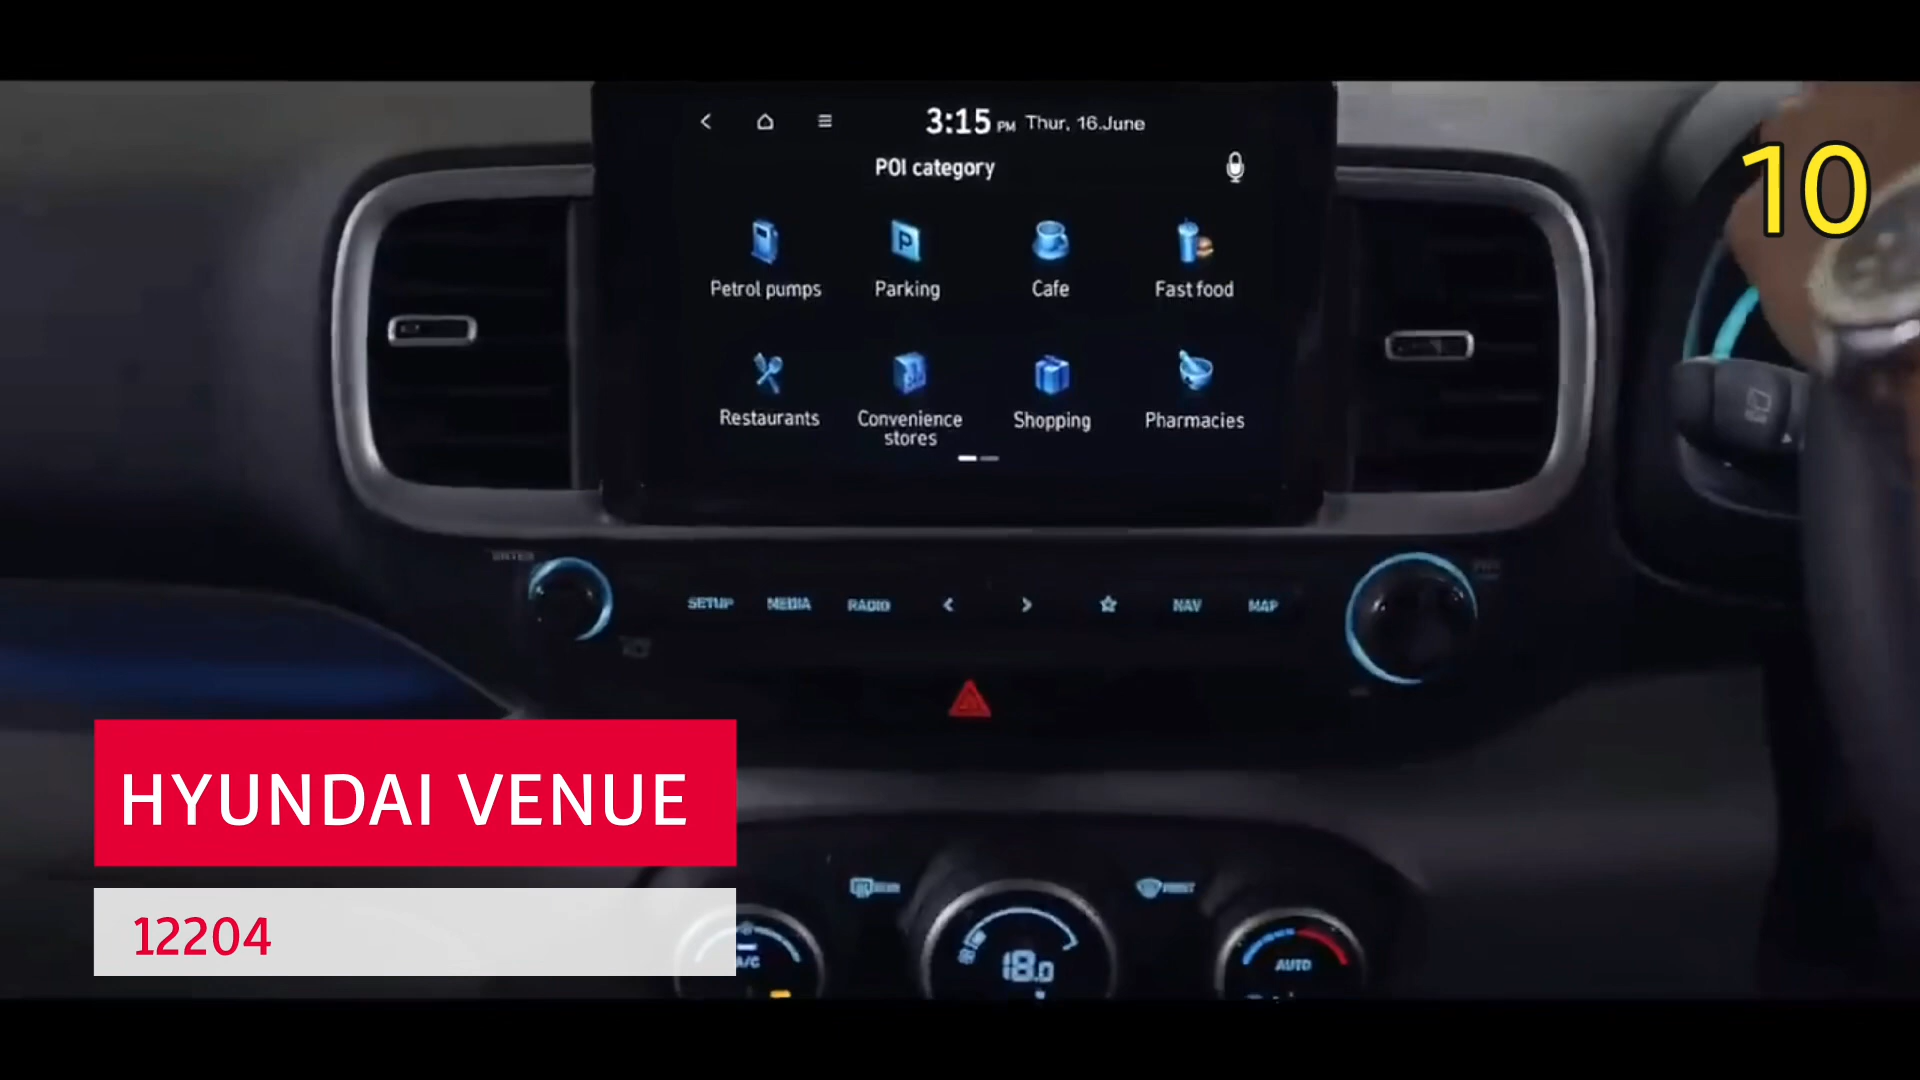 3:15 PM Thur, 16.June
10
POI category
P
Petrol pumps
Parking
Cafe
Fast food
Restaurants
Convenience
stores
Shopping
Pharmacies
ENTER
SETUP
MEDIA
RADIO
NAV
MAP
HYUNDAI VENUE
12204
A/C
18.0
AUTO